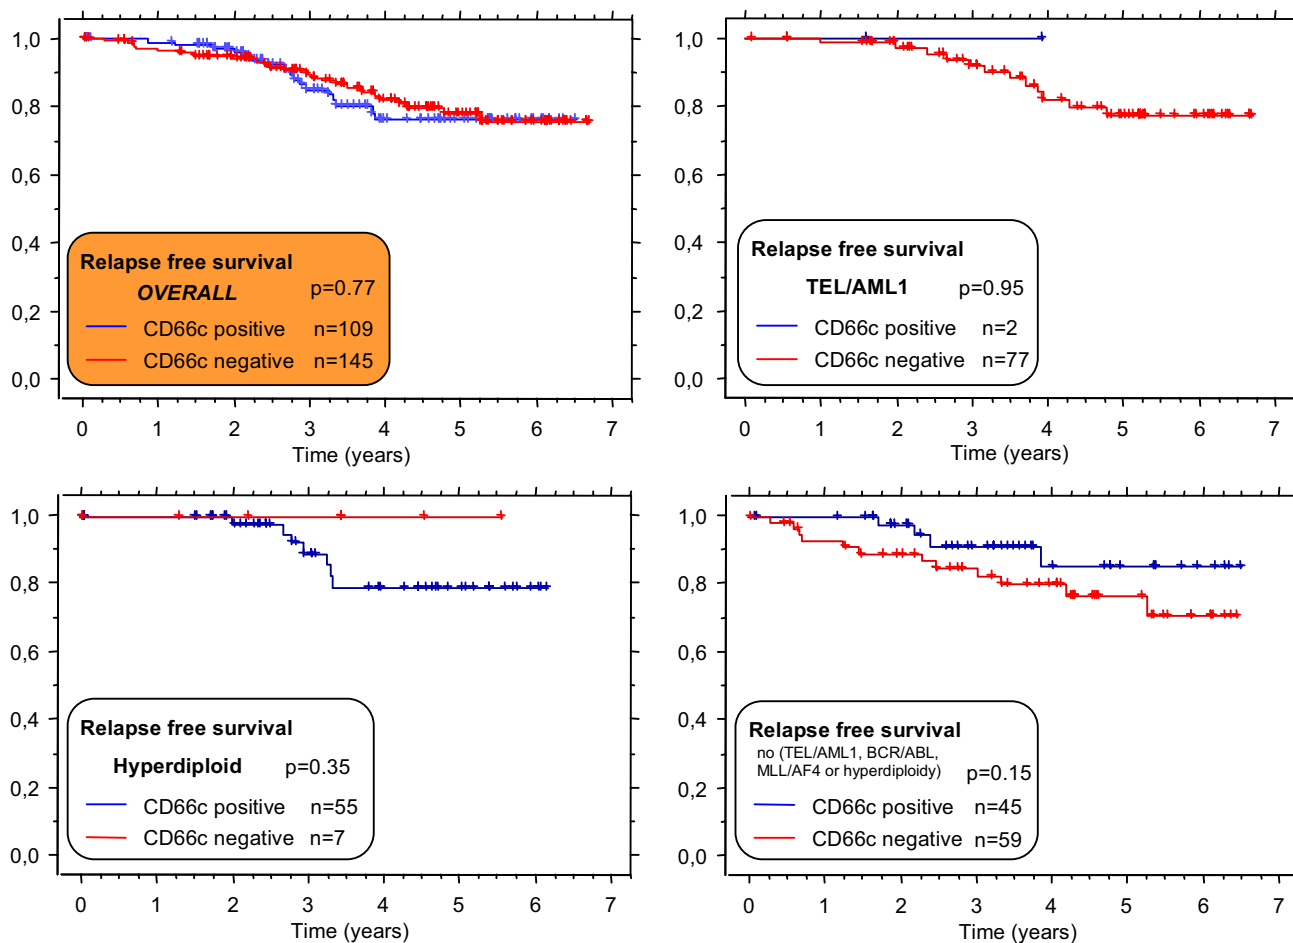 1,0
0,8
0,6
0,4
0,2
0,0
Relapse free survival
OVERALL p=0.77
CD66c positive n=109
CD66c negative n=145
0 1 2 3 4 5 6 7
Time (years)
1,0
0,8
0,6
0,4
0,2
0,0
Relapse free survival
TEL/AML1 p=0.95
CD66c positive n=2
CD66c negative n=77
0 1 2 3 4 5 6 7
Time (years)
1,0
0,8
0,6
0,4
0,2
0,0
Relapse free survival
Hyperdiploid p=0.35
CD66c positive n=55
CD66c negative n=7
0 1 2 3 4 5 6 7
Time (years)
1,0
0,8
0,6
0,4
0,2
0,0
Relapse free survival
no (TEL/AML1, BCR/ABL,
MLL/AF4 or hyperdiploidy) p=0.15
CD66c positive n=45
CD66c negative n=59
0 1 2 3 4 5 6 7
Time (years)